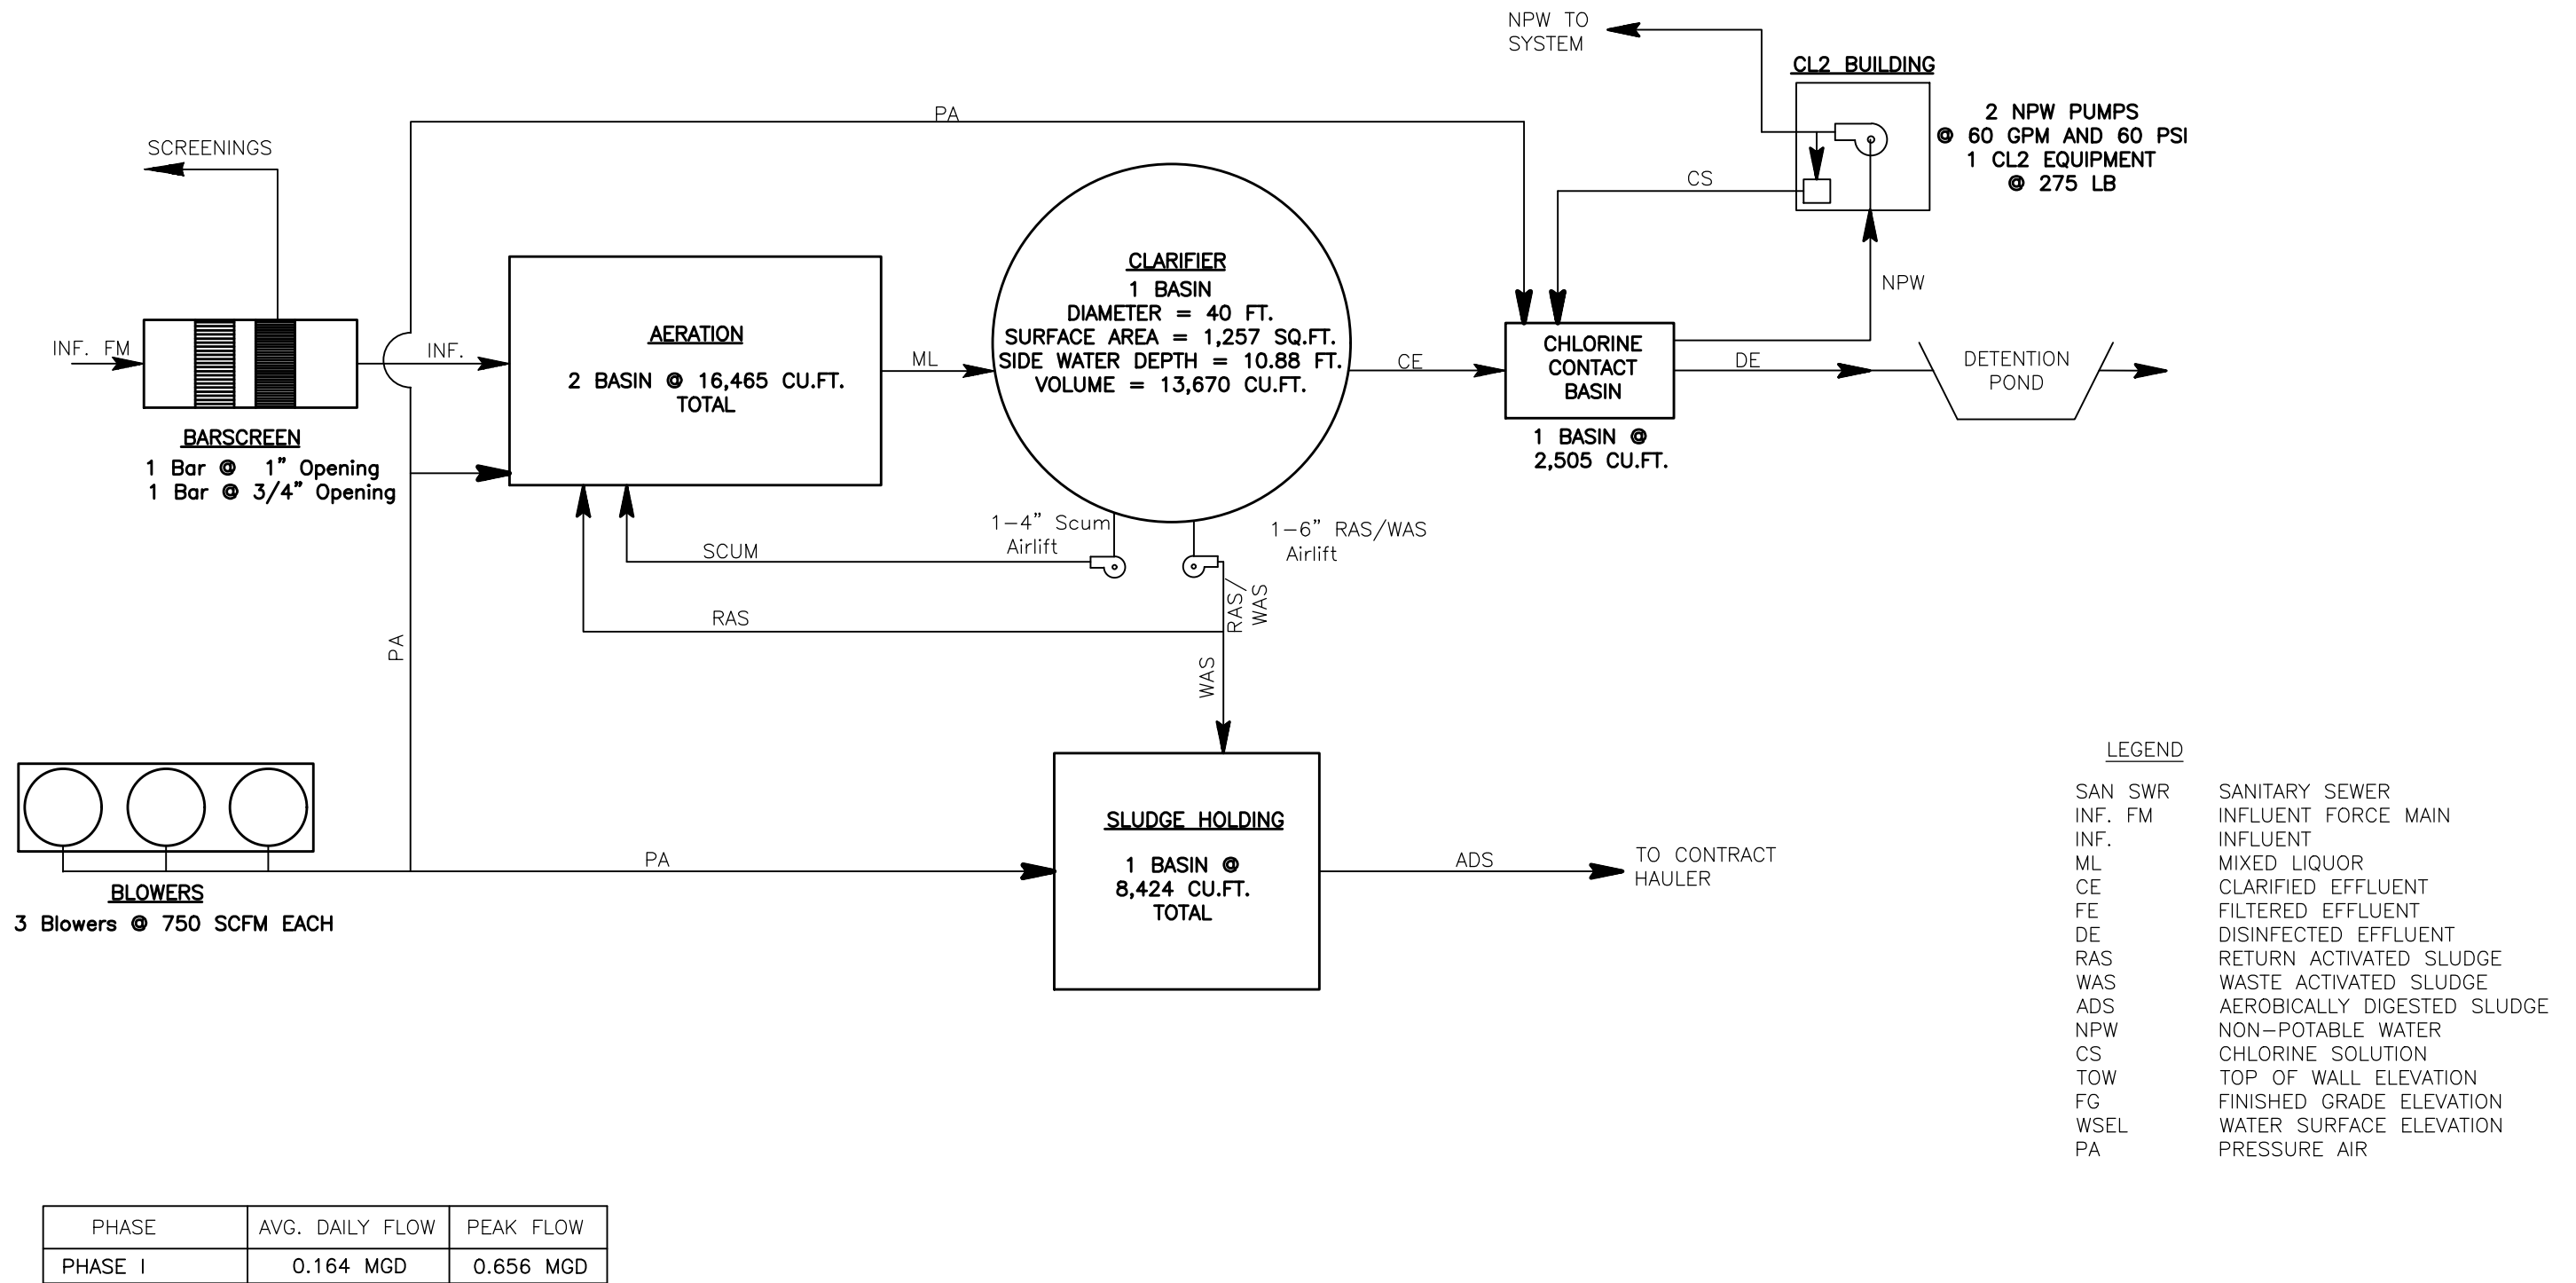 NPW TO
SYSTEM
CL2 BUILDING
2 NPW PUMPS
@ 60 GPM AND 60 PSI
1 CL2 EQUIPMENT
@ 275 LB
PA
SCREENINGS
CS
NPW
INF. FM
BARSCREEN
1 Bar @ 1" Opening
1 Bar @ 3/4" Opening
INF.
AERATION
2 BASIN @ 16,465 CU.FT.
TOTAL
ML
CLARIFIER
1 BASIN
DIAMETER = 40 FT.
SURFACE AREA = 1,257 SQ.FT.
SIDE WATER DEPTH = 10.88 FT.
VOLUME = 13,670 CU.FT.
CE
CHLORINE
CONTACT
BASIN
1 BASIN @
2,505 CU.FT.
DE
DETENTION
POND
1-4" Scum
Airlift
1-6" RAS/WAS
Airlift
SCUM
RAS
RAS/
WAS
WAS
PA
BLOWERS
3 Blowers @ 750 SCFM EACH
PA
SLUDGE HOLDING
1 BASIN @
8,424 CU.FT.
TOTAL
ADS
TO CONTRACT
HAULER
LEGEND
SAN SWR SANITARY SEWER
INF. FM INFLUENT FORCE MAIN
INF. INFLUENT
ML MIXED LIQUOR
CE CLARIFIED EFFLUENT
FE FILTERED EFFLUENT
DE DISINFECTED EFFLUENT
RAS RETURN ACTIVATED SLUDGE
WAS WASTE ACTIVATED SLUDGE
ADS AEROBICALLY DIGESTED SLUDGE
NPW NON-POTABLE WATER
CS CHLORINE SOLUTION
TOW TOP OF WALL ELEVATION
FG FINISHED GRADE ELEVATION
WSEL WATER SURFACE ELEVATION
PA PRESSURE AIR
PHASE AVG. DAILY FLOW PEAK FLOW
PHASE I 0.164 MGD 0.656 MGD